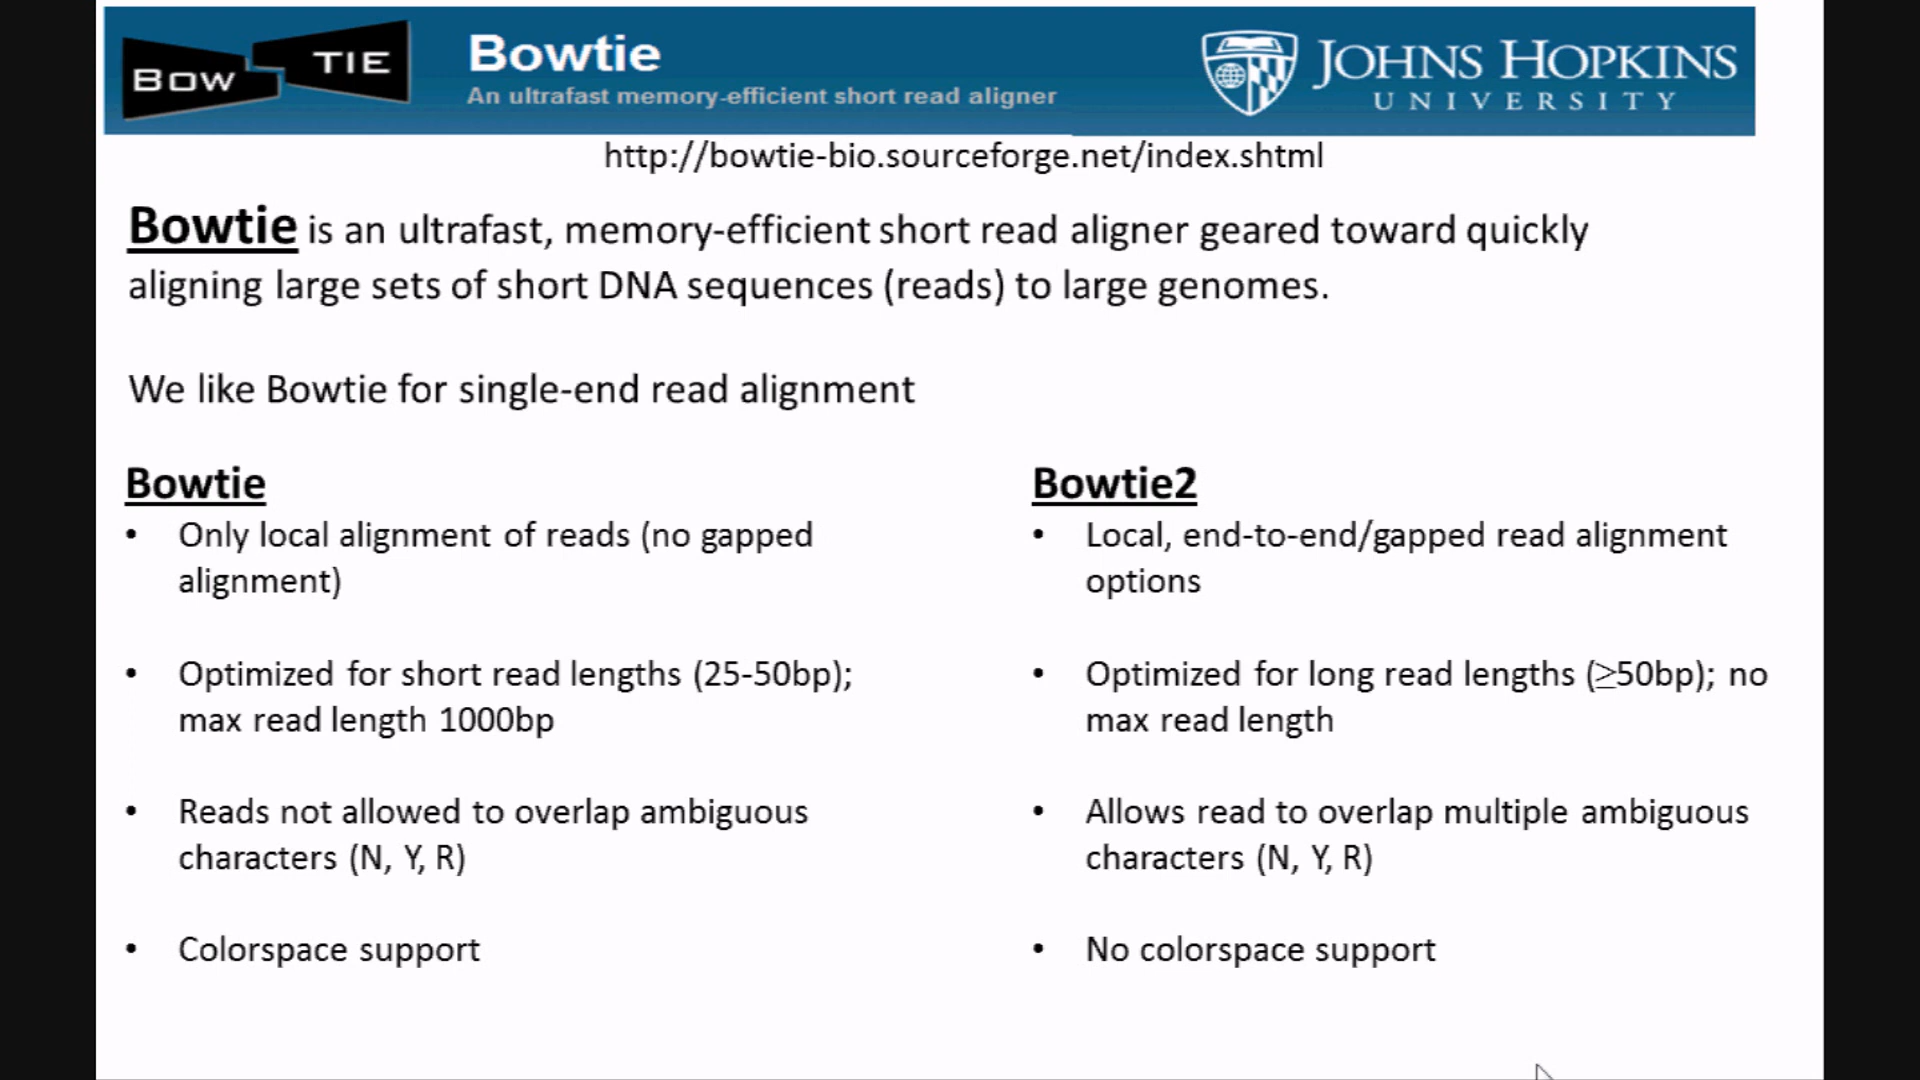 BOW TIE
Bowtie
An ultrafast memory-efficient short read aligner
JOHNS HOPKINS
UNIVERSITY
http://bowtie-bio.sourceforge.net/index.shtml
Bowtie is an ultrafast, memory-efficient short read aligner geared toward quickly
aligning large sets of short DNA sequences (reads) to large genomes.
We like Bowtie for single-end read alignment
Bowtie
• Only local alignment of reads (no gapped
alignment)
• Optimized for short read lengths (25-50bp);
max read length 1000bp
• Reads not allowed to overlap ambiguous
characters (N, Y, R)
• Colorspace support
Bowtie2
• Local, end-to-end/gapped read alignment
options
• Optimized for long read lengths (≥50bp); no
max read length
• Allows read to overlap multiple ambiguous
characters (N, Y, R)
• No colorspace support